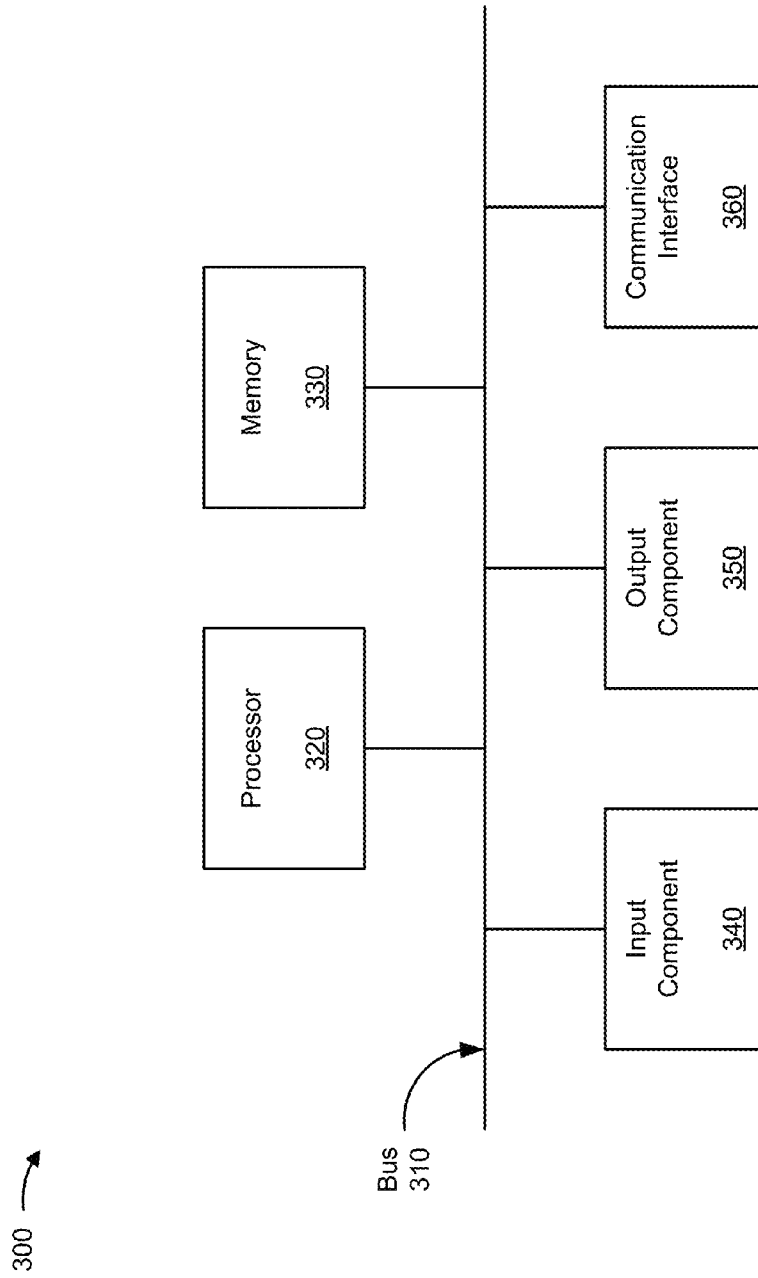 300
Processor
320
Memory
330
Bus
310
Input
Component
340
Output
Component
350
Communication
Interface
360